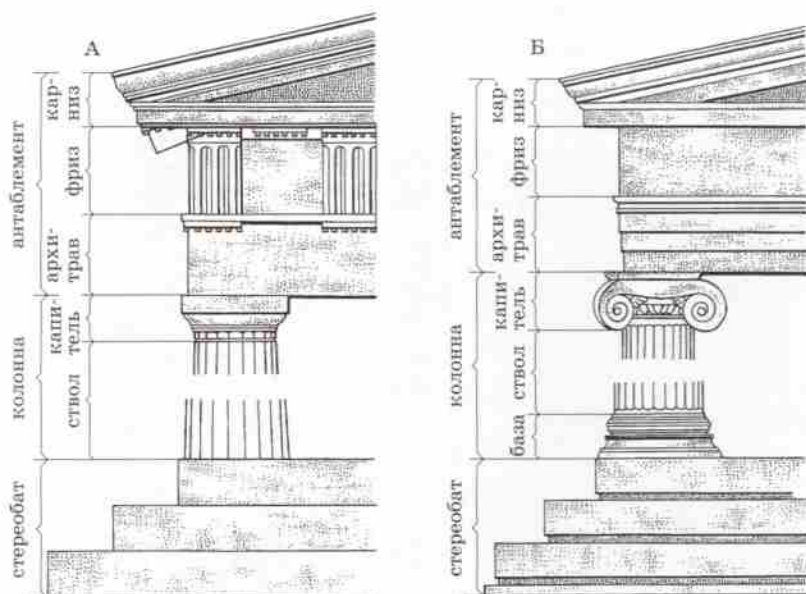 А
антаблемент
кар-
низ
фриз
архи-
трав
колонна
капи-
тель
ствол
стереобат
Б
антаблемент
кар-
низ
фриз
архи-
трав
колонна
капи-
тель
ствол
база
стереобат